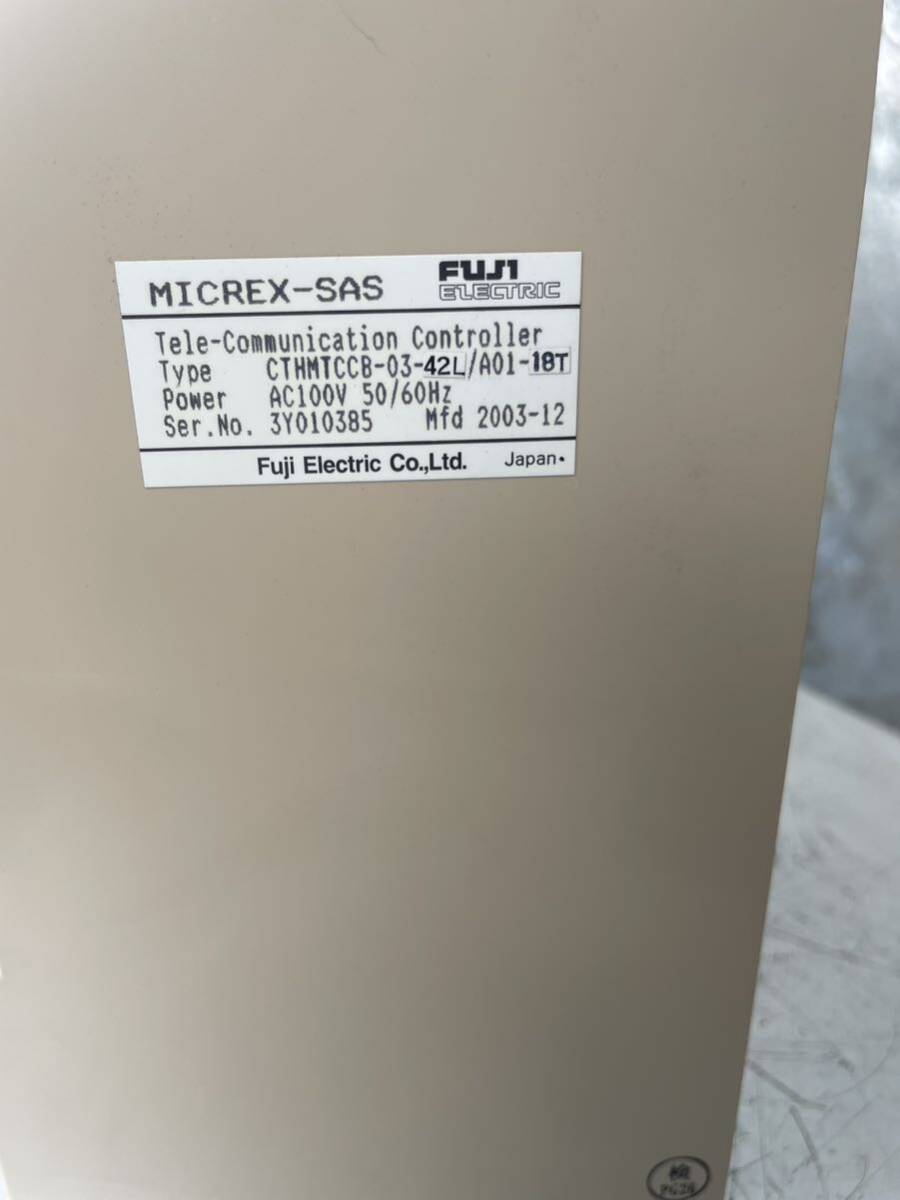 MICREX-SAS FUJI ELECTRIC
Tele-Communication Controller
Type CTHMTCCB-03-42L/A01-18T
Power AC100V 50/60Hz
Ser.No. 3Y010385 Mfd 2003-12
Fuji Electric Co.,Ltd. Japan•
検